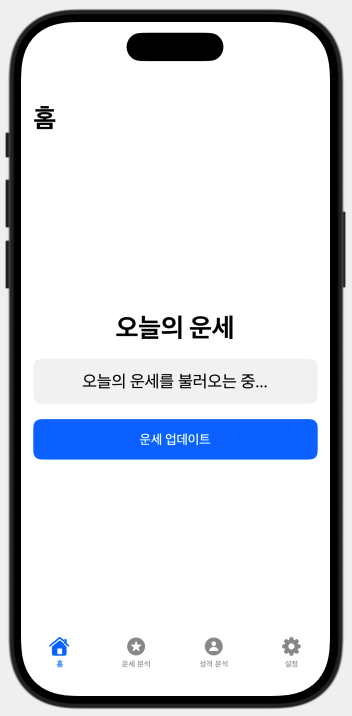 홈
오늘의 운세
오늘의 운세를 불러오는 중...
운세 업데이트
홈
운세 분석
성격 분석
설정